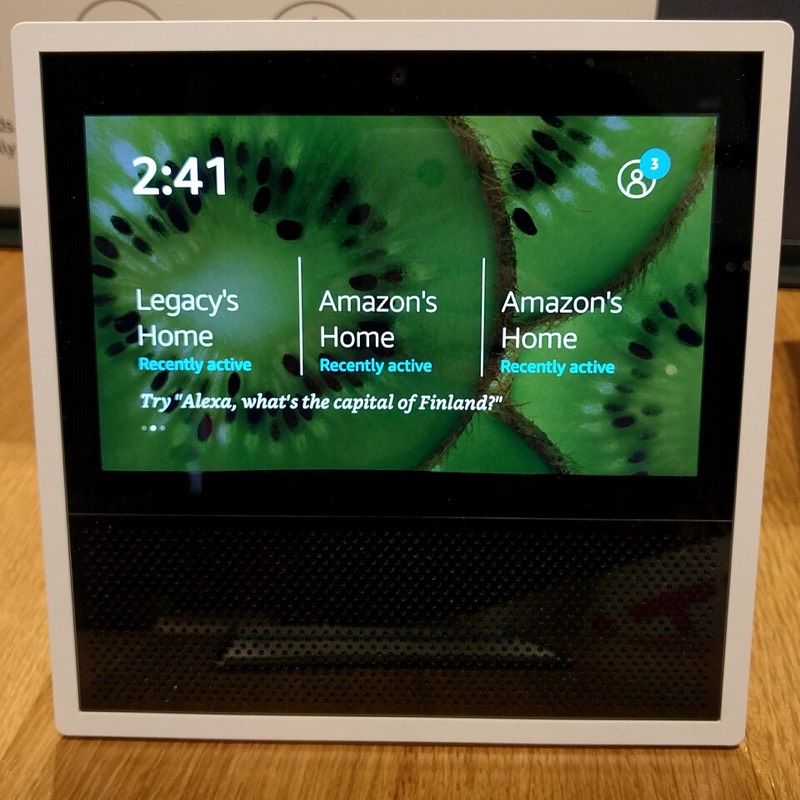 2:41
3
Legacy's
Home
Recently active
Amazon's
Home
Recently active
Amazon's
Home
Recently active
Try "Alexa, what's the capital of Finland?"